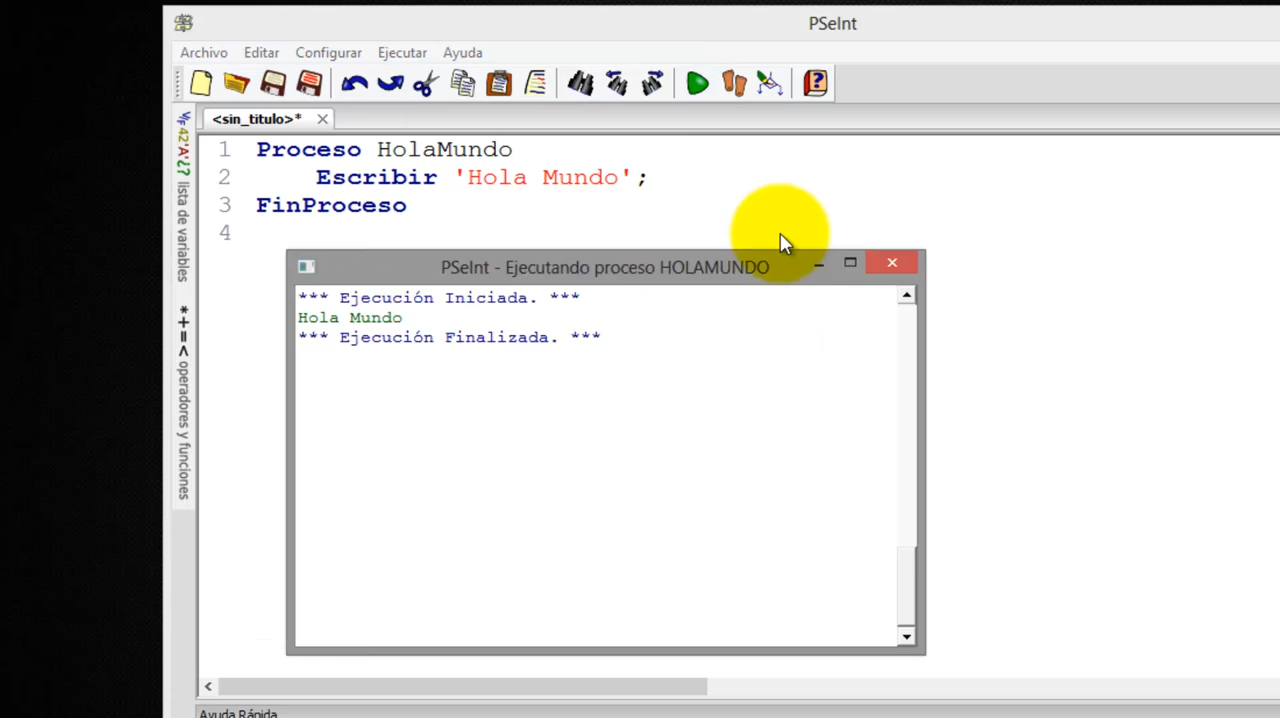 PSeInt
Archivo Editar Configurar Ejecutar Ayuda
<sin_titulo>*
1 Proceso HolaMundo
2 Escribir 'Hola Mundo';
3 FinProceso
4
lista de variables
*+=< operadores y funciones
PSeInt - Ejecutando proceso HOLAMUNDO
*** Ejecución Iniciada. ***
Hola Mundo
*** Ejecución Finalizada. ***
Ayuda Rápida